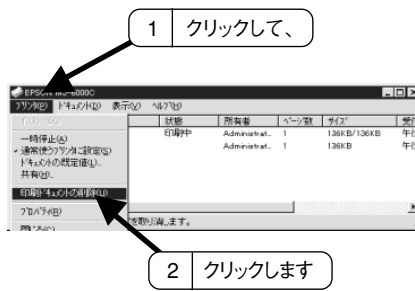 1 クリックして、
EPSON MJ-6000C
プリンタ(P) ドキュメント(D) 表示(V) ヘルプ(H)
状態 所有者 ページ数 サイズ 受付
一時停止(A)
印刷中 Administrat.. 1 136KB/136KB 午後
✓通常使うプリンタに設定(S)
Administrat.. 1 136KB 午後
ドキュメントの既定値(L)..
共有(H)..
印刷ドキュメントの削除(U)
プロパティ(R)
を取り消します。
2 クリックします